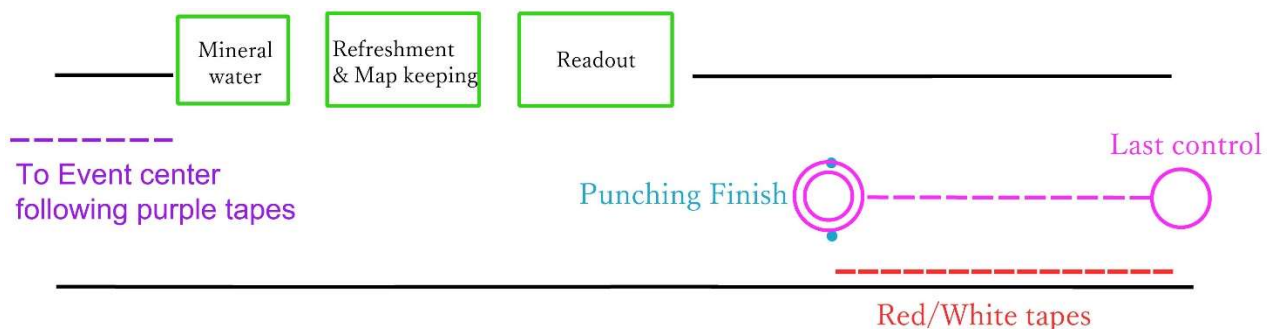 Mineral
water
Refreshment
& Map keeping
Readout
To Event center
following purple tapes
Punching Finish
Last control
Red/White tapes